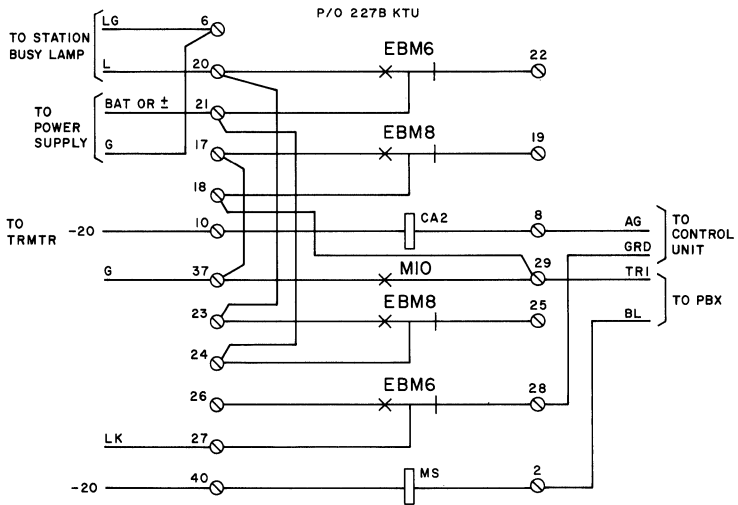 P/O 227B KTU
LG 6
TO STATION
BUSY LAMP
EBM6
L 20 22
TO
POWER
SUPPLY
BAT OR ± 21
EBM8
G 17 19
18
TO
TRMTR
-20 10 CA2 8 AG
TO
CONTROL
UNIT
GRD
G 37 M10 29 TR1
EBM8
TO PBX
23 25 BL
24
EBM6
26 28
LK 27
-20 40 MS 2